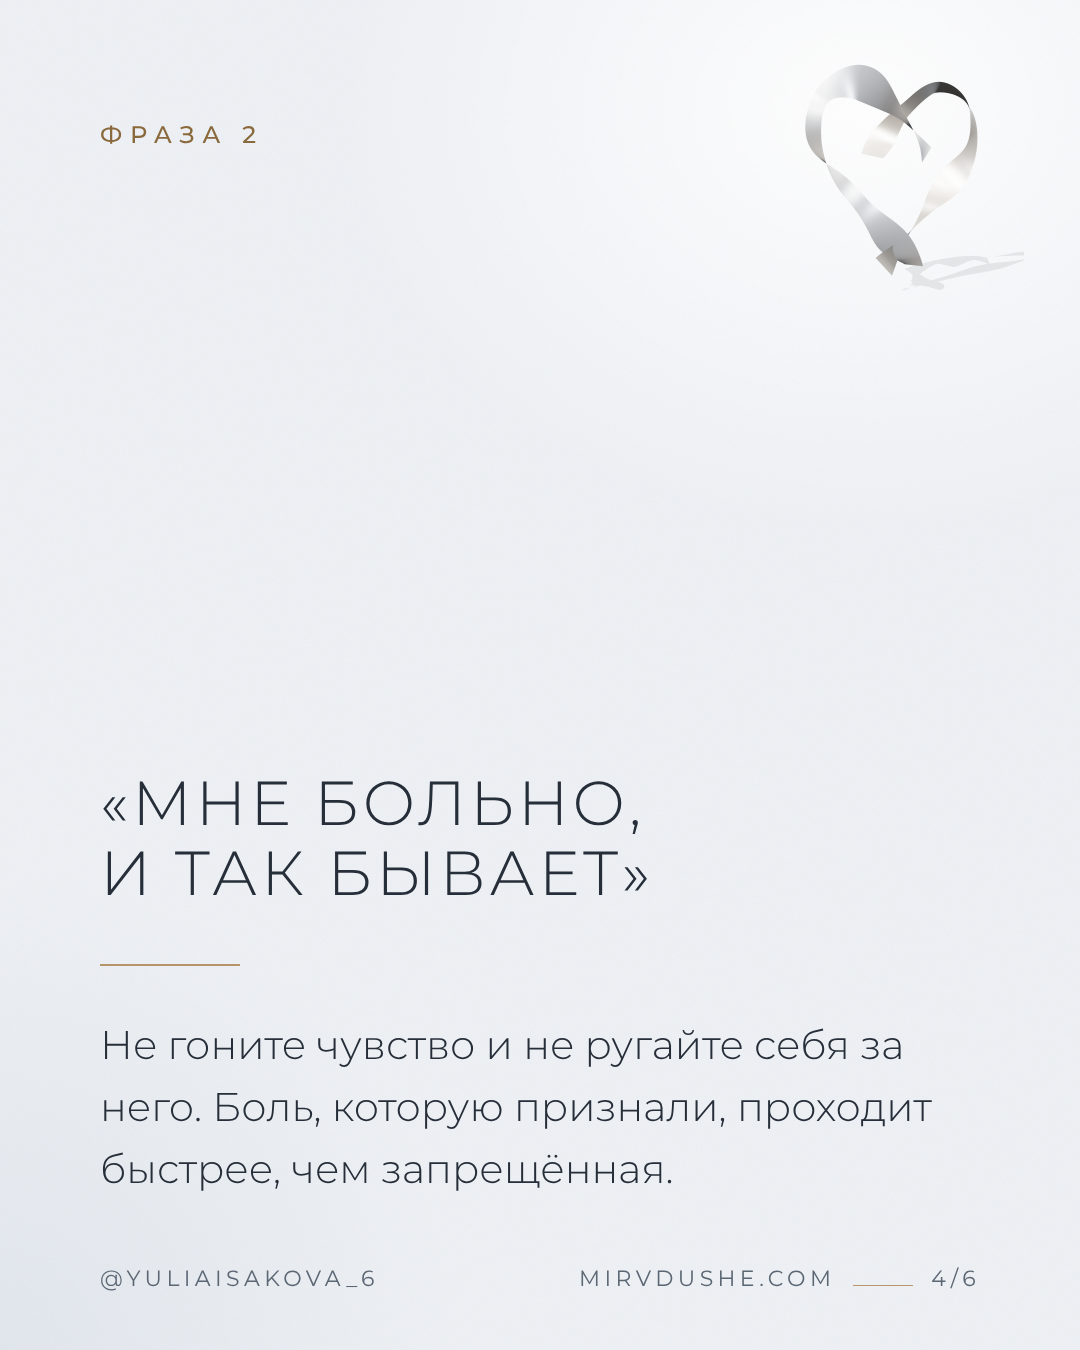 ФРАЗА 2
«МНЕ БОЛЬНО,
И ТАК БЫВАЕТ»
Не гоните чувство и не ругайте себя за
него. Боль, которую признали, проходит
быстрее, чем запрещённая.
@YULIAISAKOVA_6
MIRVDUSHE.COM 4/6